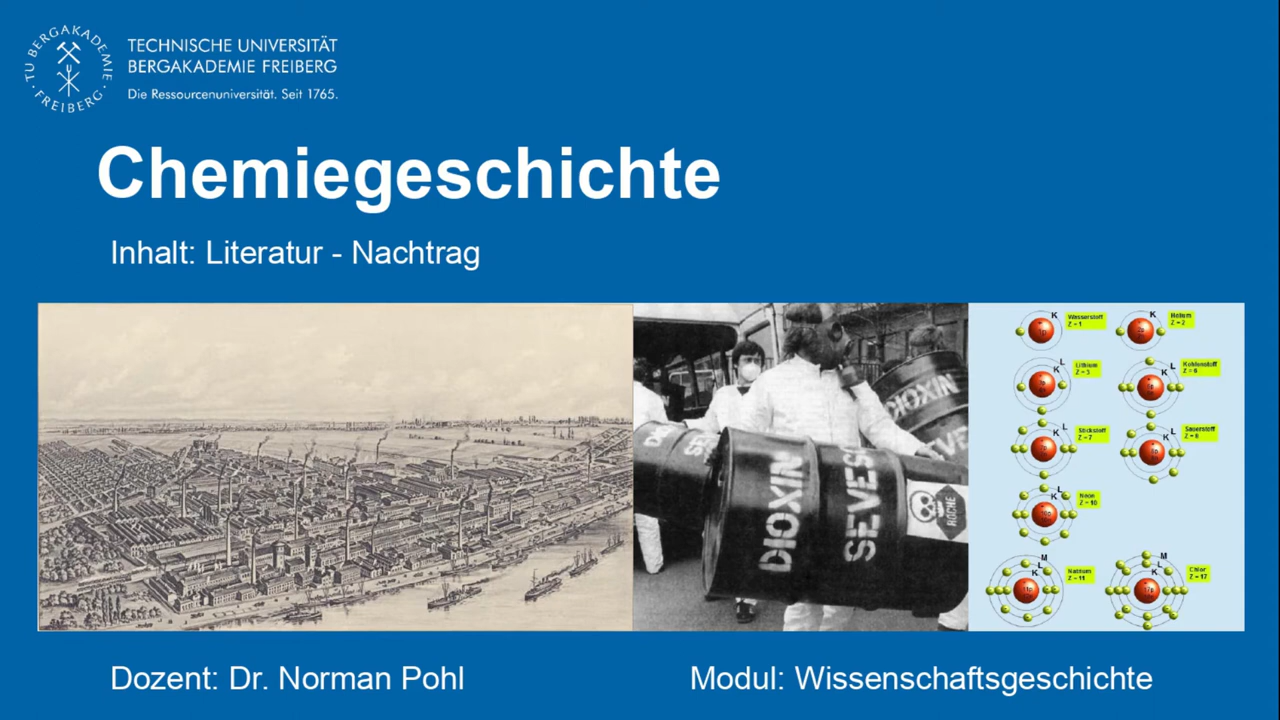 TU BERGAKADEMIE
· FREIBERG ·
TECHNISCHE UNIVERSITÄT
BERGAKADEMIE FREIBERG
Die Ressourcenuniversität. Seit 1765.
Chemiegeschichte
Inhalt: Literatur - Nachtrag
DIOXIN
SEVE
DIOXIN
SEVES
ROCHE
K
Wasserstoff
Z = 1
K
Helium
Z = 2
L
K
Lithium
Z = 3
L
K
Kohlenstoff
Z = 6
L
K
Stickstoff
Z = 7
L
K
Sauerstoff
Z = 8
L
K
Neon
Z = 10
M
L
K
Natrium
Z = 11
M
L
K
Chlor
Z = 17
Dozent: Dr. Norman Pohl
Modul: Wissenschaftsgeschichte